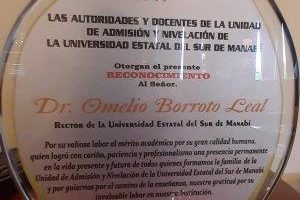 LAS AUTORIDADES Y DOCENTES DE LA UNIDAD
DE ADMISIÓN Y NIVELACIÓN DE
LA UNIVERSIDAD ESTATAL DEL SUR DE MANABÍ
Otorgan el presente
RECONOCIMIENTO
Al Señor.
Dr. Omelio Borroto Leal
RECTOR DE LA UNIVERSIDAD ESTATAL DEL SUR DE MANABÍ
Por su valiosa labor al mérito académico por su gran calidad humana,
quien logró con cariño, paciencia y profesionalismo una presencia permanente
en la vida presente y futura de todos quienes formamos la familia de la
Unidad de Admisión y Nivelación de la Universidad Estatal del Sur de Manabí
y por guiarnos por el camino de la enseñanza, nuestra gratitud por su
invaluable labor en nuestra Institución